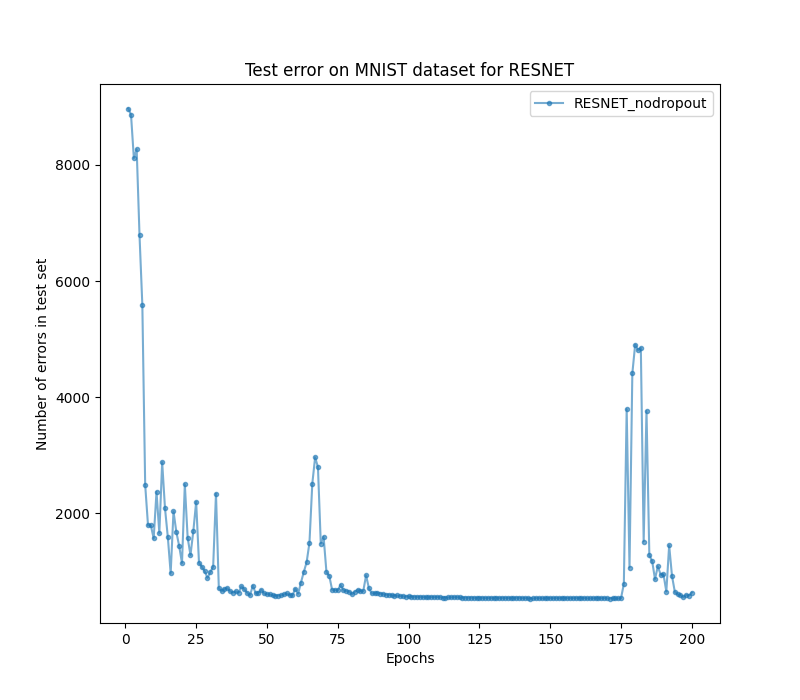 Test error on MNIST dataset for RESNET
RESNET_nodropout
8000
6000
4000
2000
Number of errors in test set
0 25 50 75 100 125 150 175 200
Epochs